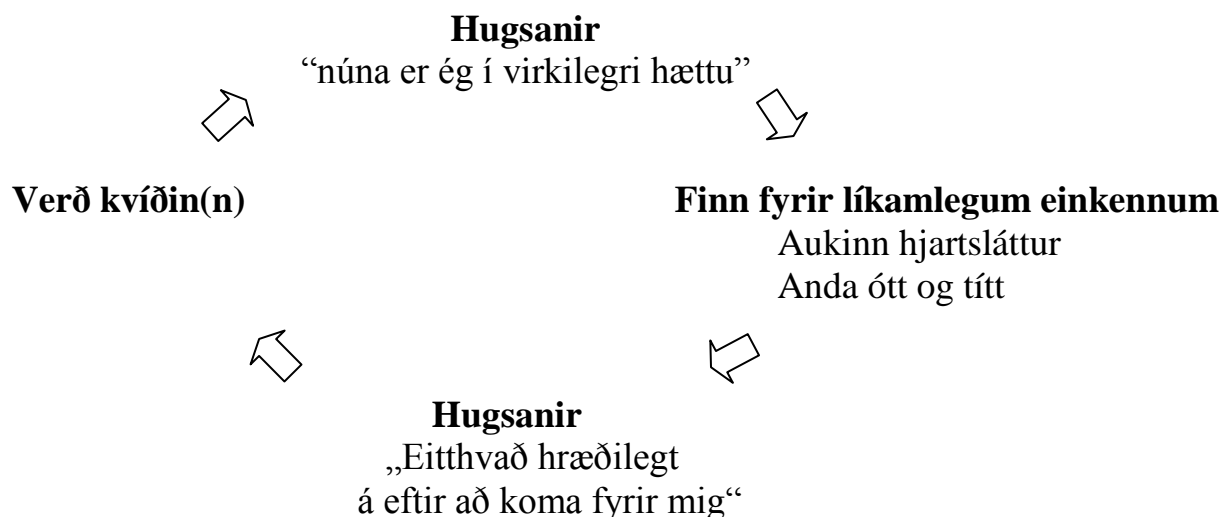 Hugsanir
“núna er ég í virkilegri hættu”
Verð kvíðin(n)
Finn fyrir líkamlegum einkennum
Aukinn hjartsláttur
Anda ótt og títt
Hugsanir
„Eitthvað hræðilegt
á eftir að koma fyrir mig“